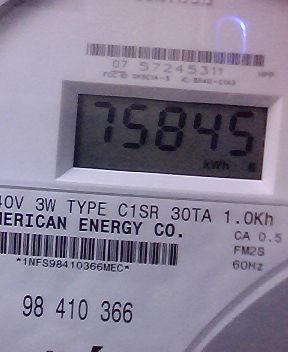 07 57245311
75845
kWh
40V 3W TYPE C1SR 30TA 1.0Kh
MERICAN ENERGY CO.
CA 0.5
FM2S
60Hz
*1NFS98410366MEC*
98 410 366